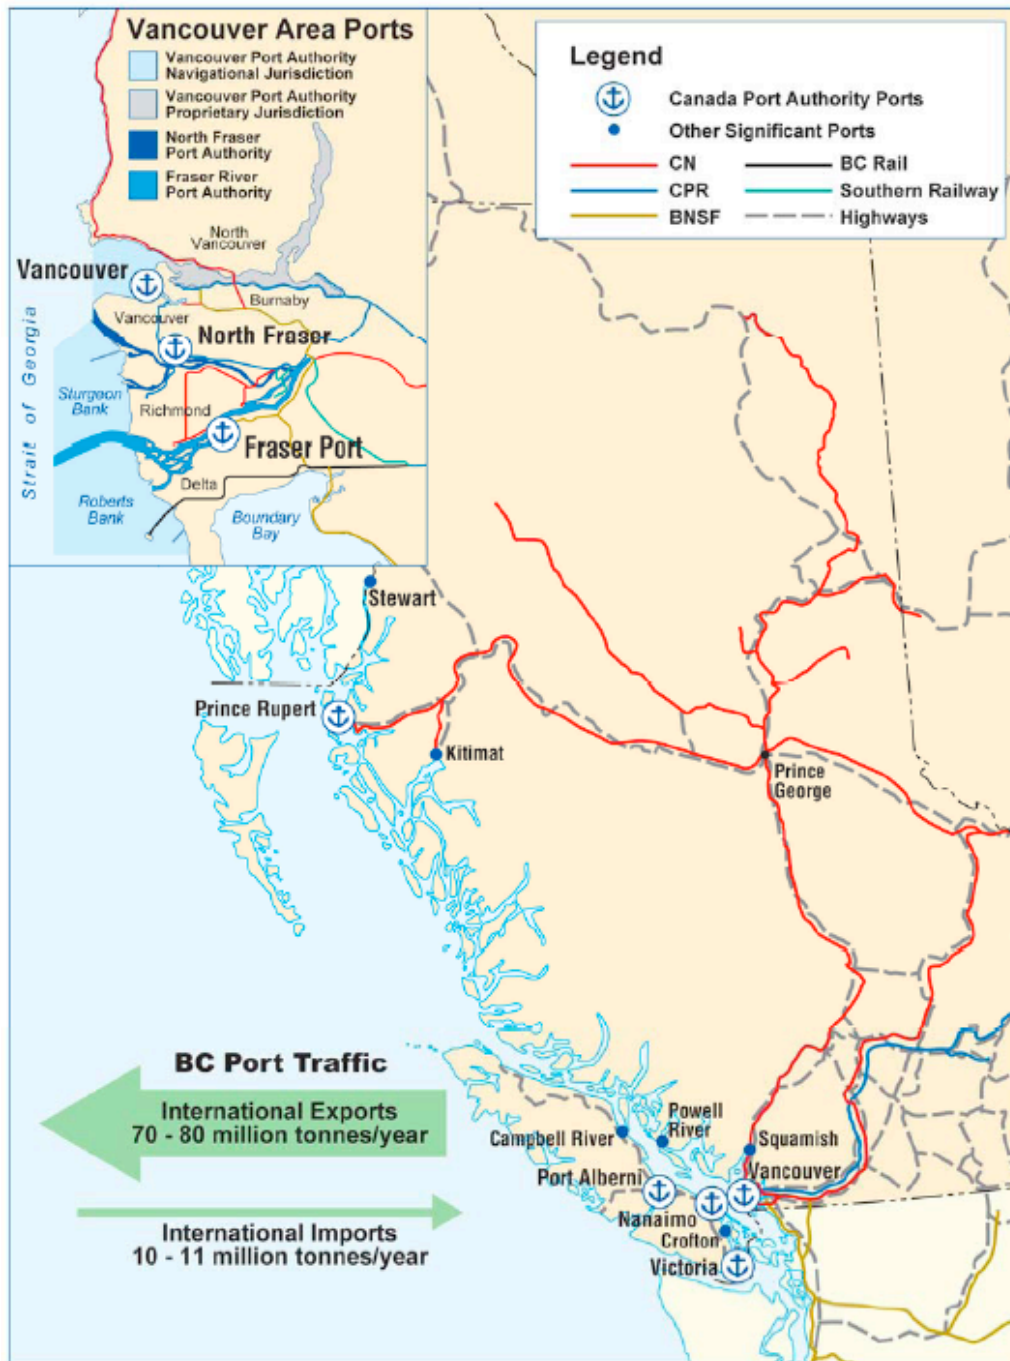 Vancouver Area Ports
Vancouver Port Authority
Navigational Jurisdiction
Vancouver Port Authority
Proprietary Jurisdiction
North Fraser
Port Authority
Fraser River
Port Authority
North
Vancouver
Vancouver
Burnaby
Vancouver
North Fraser
Strait of Georgia
Sturgeon
Bank
Richmond
Fraser Port
Delta
Roberts
Bank
Boundary
Bay
Legend
Canada Port Authority Ports
Other Significant Ports
CN
BC Rail
CPR
Southern Railway
BNSF
Highways
Stewart
Prince Rupert
Kitimat
Prince
George
BC Port Traffic
International Exports
70 - 80 million tonnes/year
International Imports
10 - 11 million tonnes/year
Powell
River
Campbell River
Squamish
Port Alberni
Vancouver
Nanaimo
Crofton
Victoria